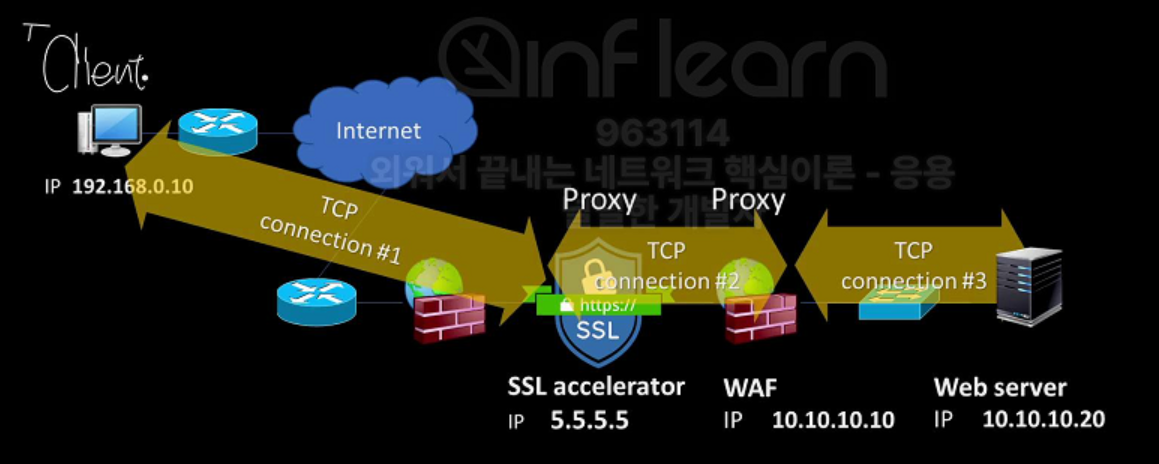 Client.
inflearn
963114
외워서 끝내는 네트워크 핵심이론 - 응용
Internet
IP 192.168.0.10
Proxy
Proxy
TCP
connection #1
TCP
connection #2
TCP
connection #3
https://
SSL
SSL accelerator
IP 5.5.5.5
WAF
IP 10.10.10.10
Web server
IP 10.10.10.20